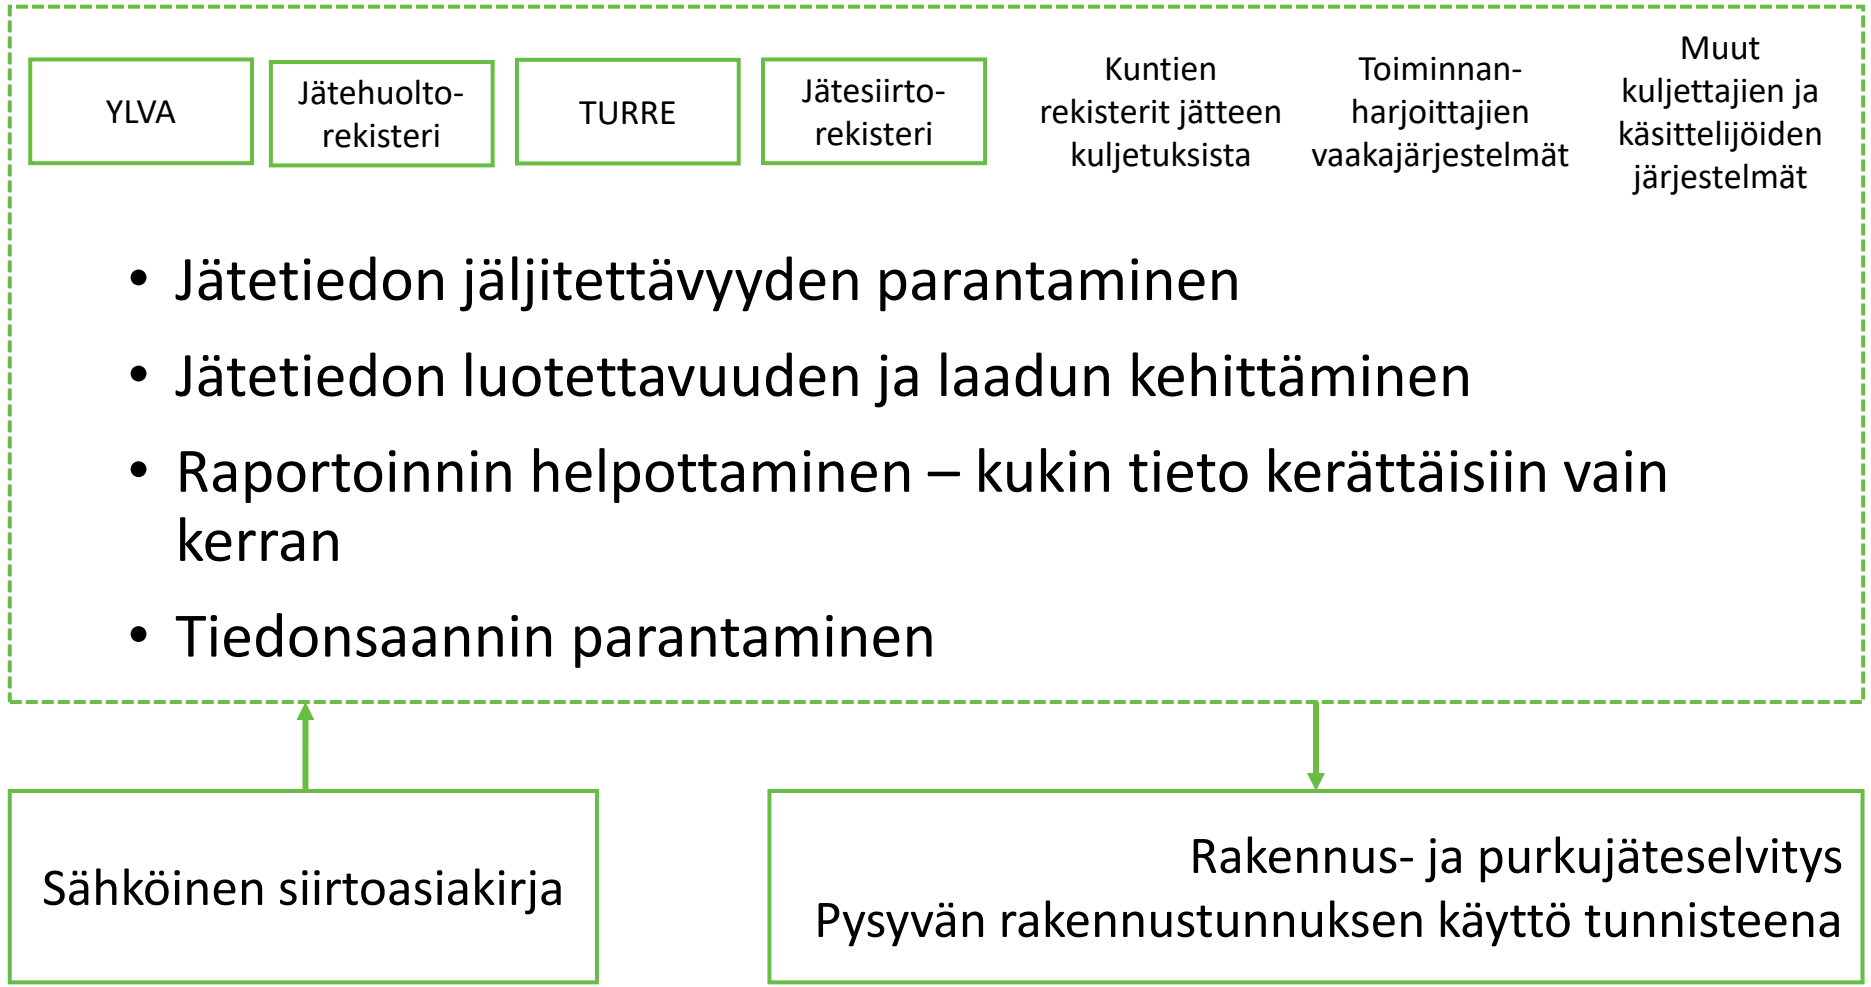 YLVA
Jätehuolto-
rekisteri
TURRE
Jätesiirto-
rekisteri
Kuntien
rekisterit jätteen
kuljetuksista
Toiminnan-
harjoittajien
vaakajärjestelmät
Muut
kuljettajien ja
käsittelijöiden
järjestelmät
• Jätetiedon jäljitettävyyden parantaminen
• Jätetiedon luotettavuuden ja laadun kehittäminen
• Raportoinnin helpottaminen – kukin tieto kerättäisiin vain
kerran
• Tiedonsaannin parantaminen
Sähköinen siirtoasiakirja
Rakennus- ja purkujäteselvitys
Pysyvän rakennustunnuksen käyttö tunnisteena